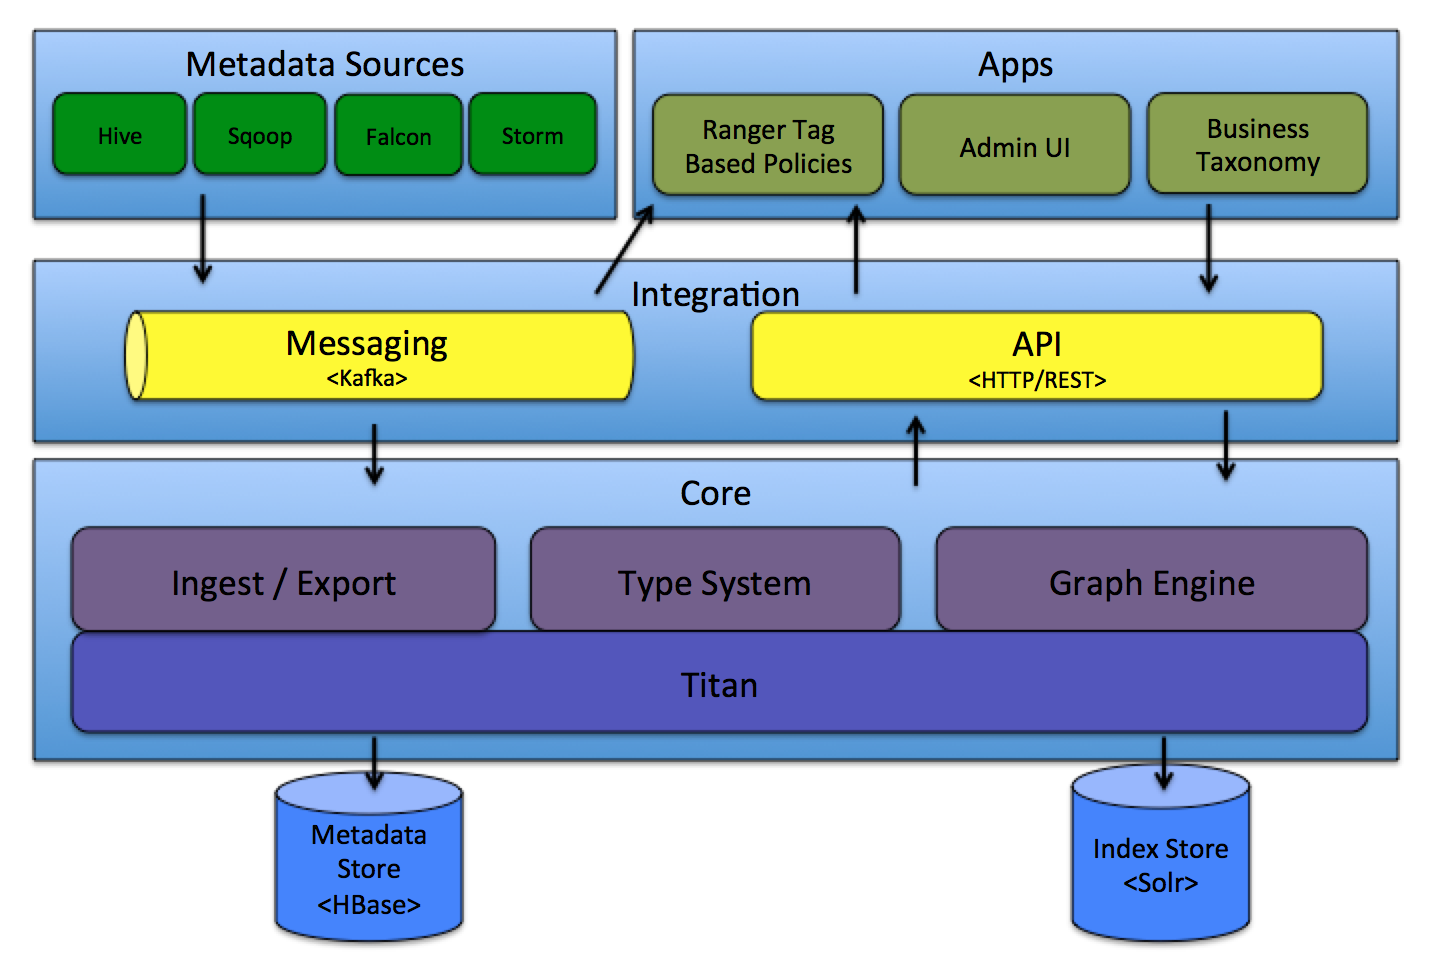 Metadata Sources
Hive
Sqoop
Falcon
Storm
Apps
Ranger Tag
Based Policies
Admin UI
Business
Taxonomy
Integration
Messaging
<Kafka>
API
<HTTP/REST>
Core
Ingest / Export
Type System
Graph Engine
Titan
Metadata
Store
<HBase>
Index Store
<Solr>